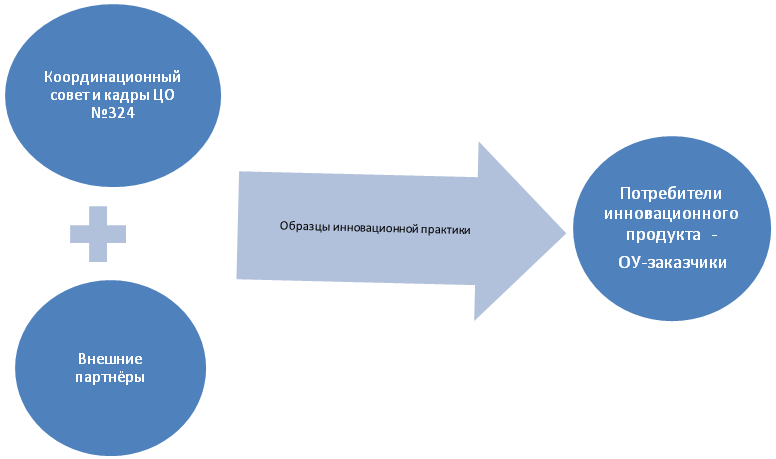 Координационный
совет и кадры ЦО
№324
Внешние
партнёры
Образцы инновационной практики
Потребители
инновационного
продукта -
ОУ-заказчики